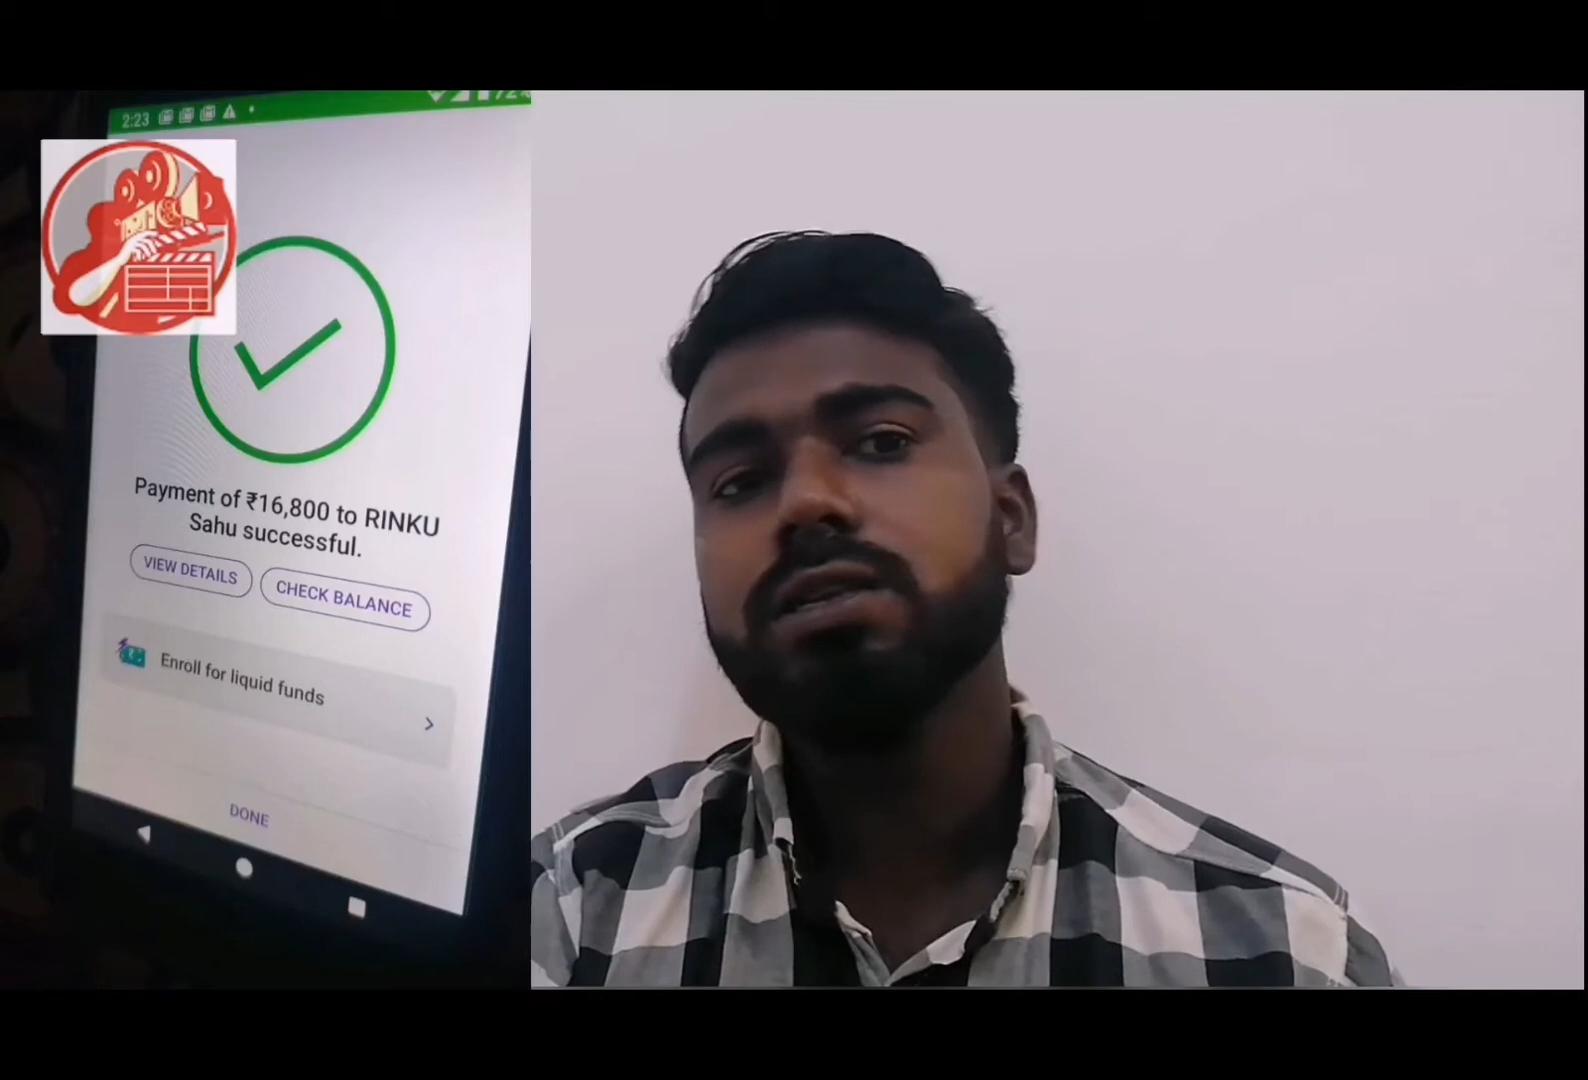 2:23
Payment of ₹16,800 to RINKU
Sahu successful.
VIEW DETAILS
CHECK BALANCE
Enroll for liquid funds
DONE